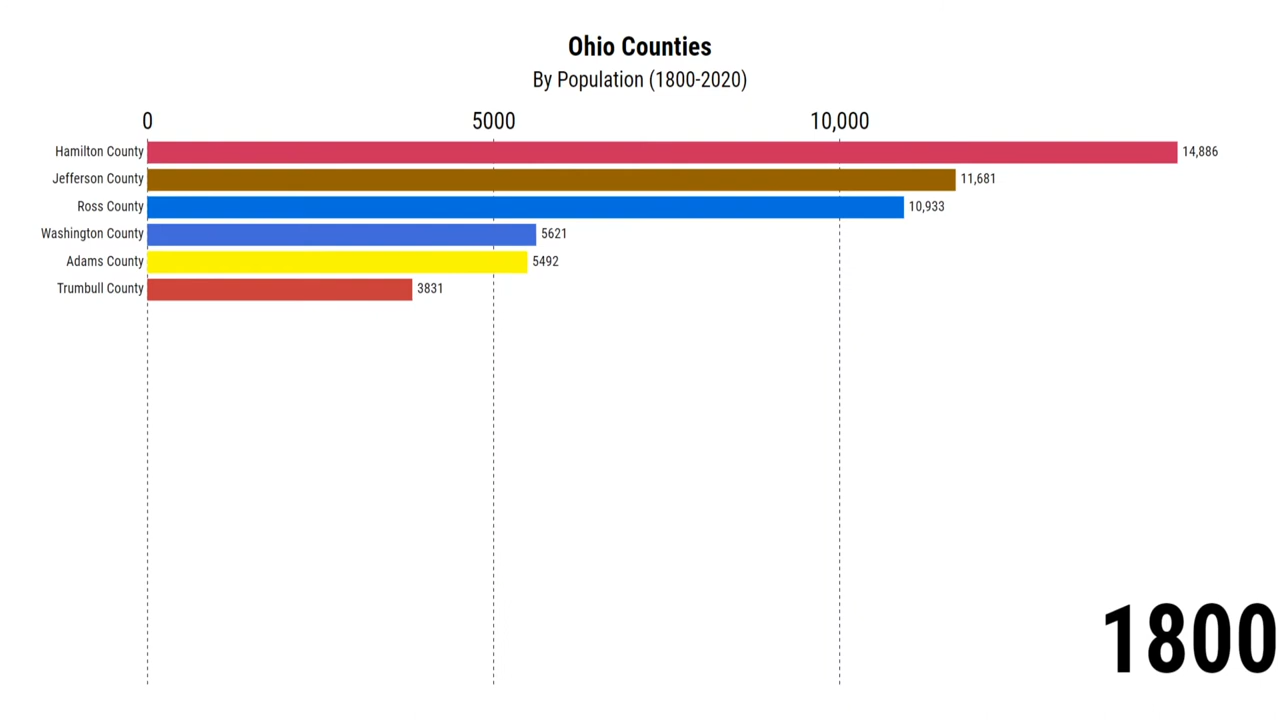 Ohio Counties
By Population (1800-2020)
0 5000 10,000
Hamilton County 14,886
Jefferson County 11,681
Ross County 10,933
Washington County 5621
Adams County 5492
Trumbull County 3831
1800